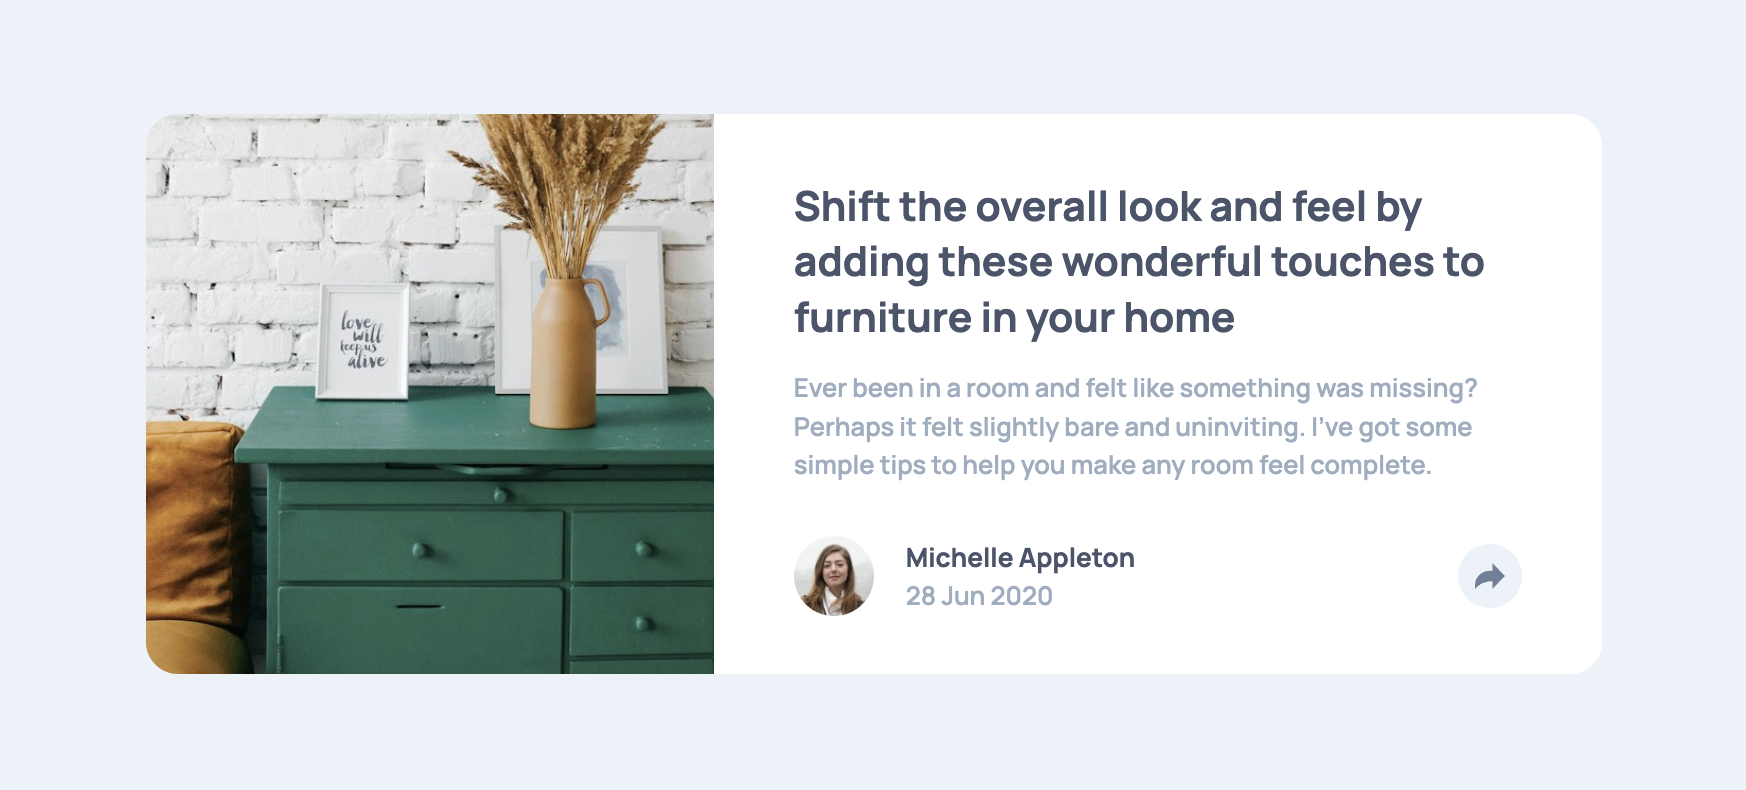 love
will
keep us
alive
Shift the overall look and feel by
adding these wonderful touches to
furniture in your home
Ever been in a room and felt like something was missing?
Perhaps it felt slightly bare and uninviting. I’ve got some
simple tips to help you make any room feel complete.
Michelle Appleton
28 Jun 2020